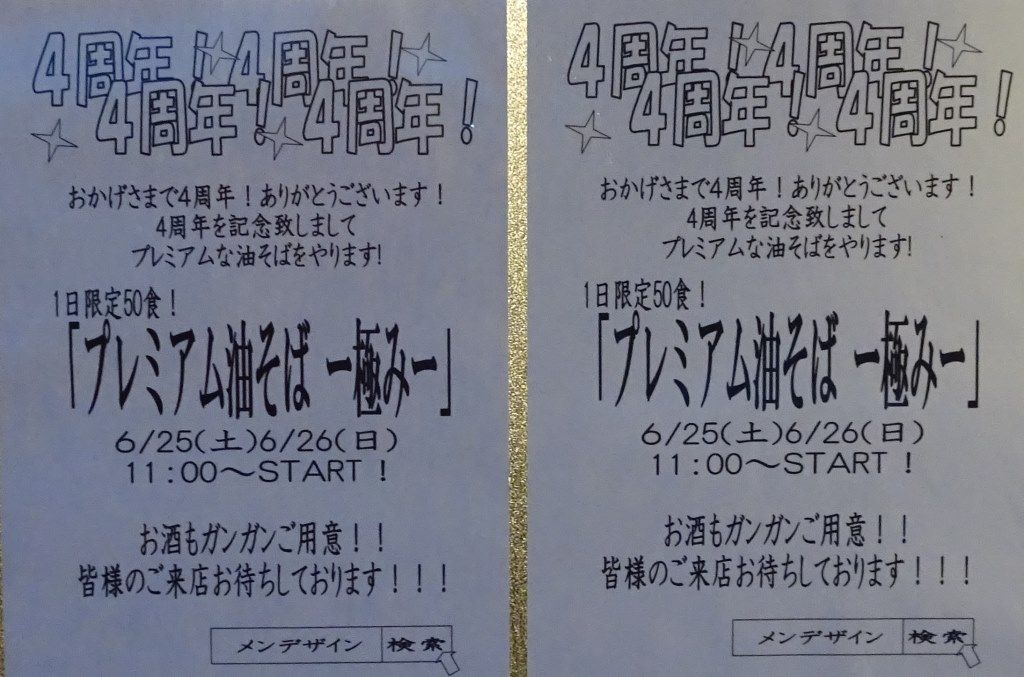 4周年！4周年！
4周年！4周年！
おかげさまで4周年！ありがとうございます！
4周年を記念致しまして
プレミアムな油そばをやります!
1日限定50食！
「プレミアム油そば ー極みー」
6/25(土)6/26(日)
11:00～START！
お酒もガンガンご用意！！
皆様のご来店お待ちしております！！！
メンデザイン 検索
4周年！4周年！
4周年！4周年！
おかげさまで4周年！ありがとうございます！
4周年を記念致しまして
プレミアムな油そばをやります!
1日限定50食！
「プレミアム油そば ー極みー」
6/25(土)6/26(日)
11:00～START！
お酒もガンガンご用意！！
皆様のご来店お待ちしております！！！
メンデザイン 検索